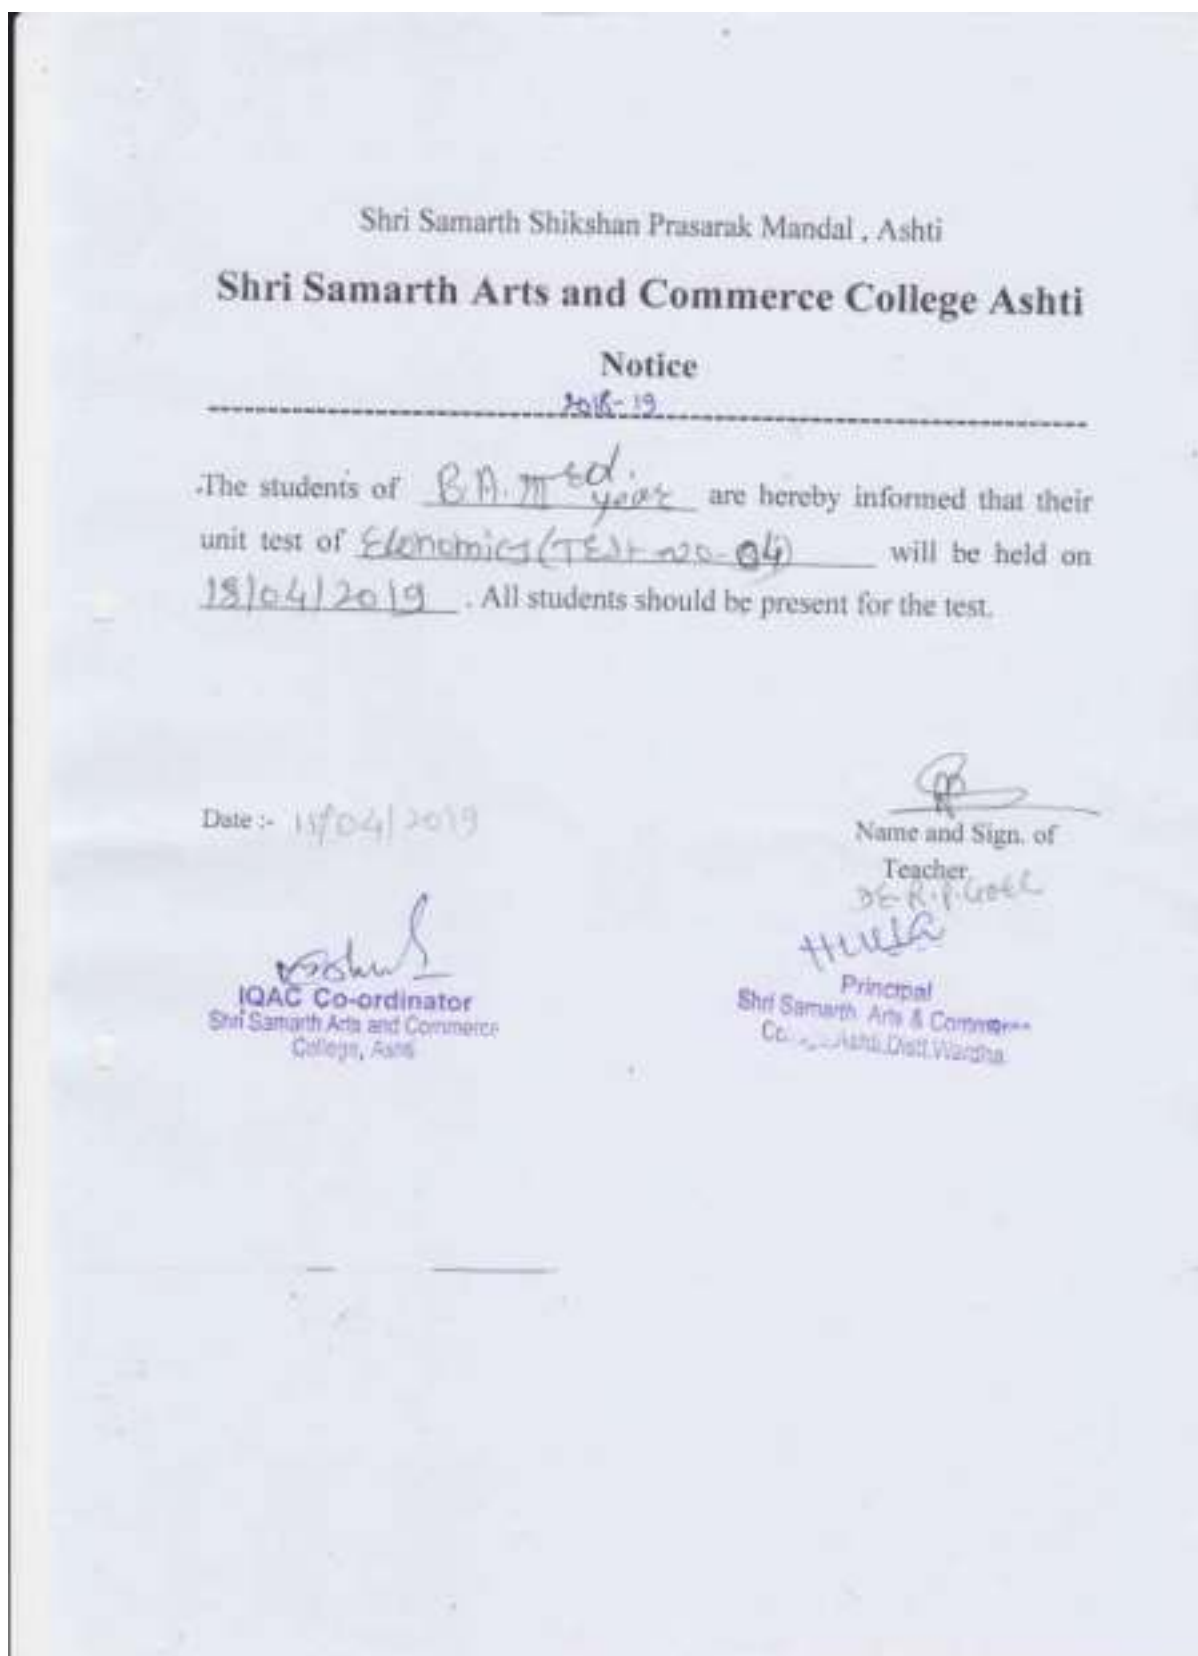 Shri Samarth Shikshan Prasarak Mandal , Ashti
Shri Samarth Arts and Commerce College Ashti
Notice
2018-19
The students of B.A. III rd. year are hereby informed that their
unit test of Economics (TEST NO-04) will be held on
18/04/2019 . All students should be present for the test.
Date :- 15/04/2019
Name and Sign. of
Teacher
R.P. Goel
IQAC Co-ordinator
Shri Samarth Arts and Commerce
College, Ashti
Principal
Shri Samarth Arts & Commerce
Ashti, Distt. Wardha